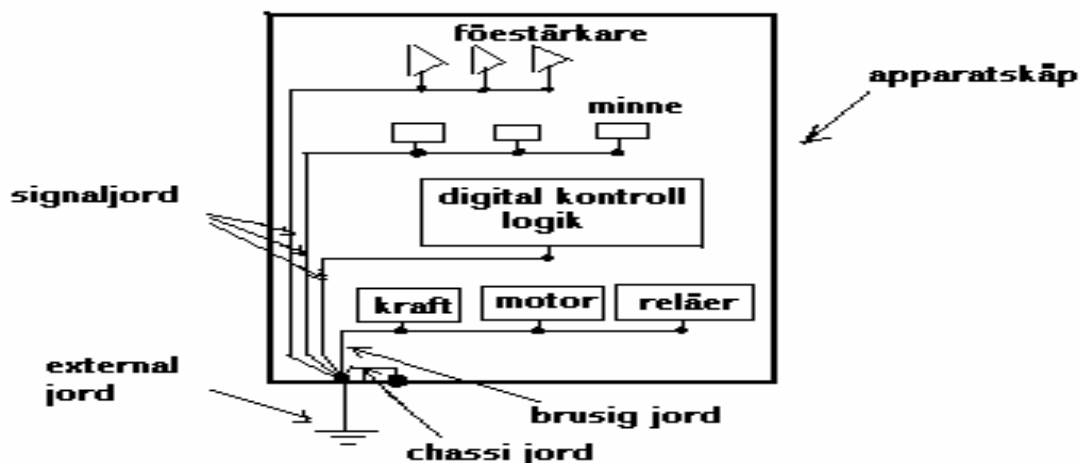 föestärkare
apparatskåp
minne
signaljord
digital kontroll
logik
kraft
motor
reläer
external
jord
brusig jord
chassi jord